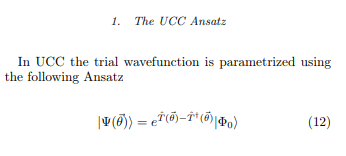 1. The UCC Ansatz
In UCC the trial wavefunction is parametrized using
the following Ansatz
|Ψ(θ⃗)⟩ = e^{T̂(θ⃗)−T̂†(θ⃗)}|Φ₀⟩ (12)